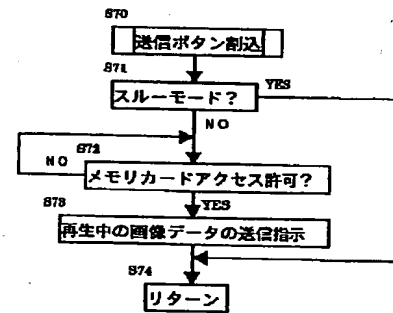 S70
送信ボタン割込
S71
スルーモード?
YES
NO
S72
NO
メモリカードアクセス許可?
YES
S73
再生中の画像データの送信指示
S74
リターン